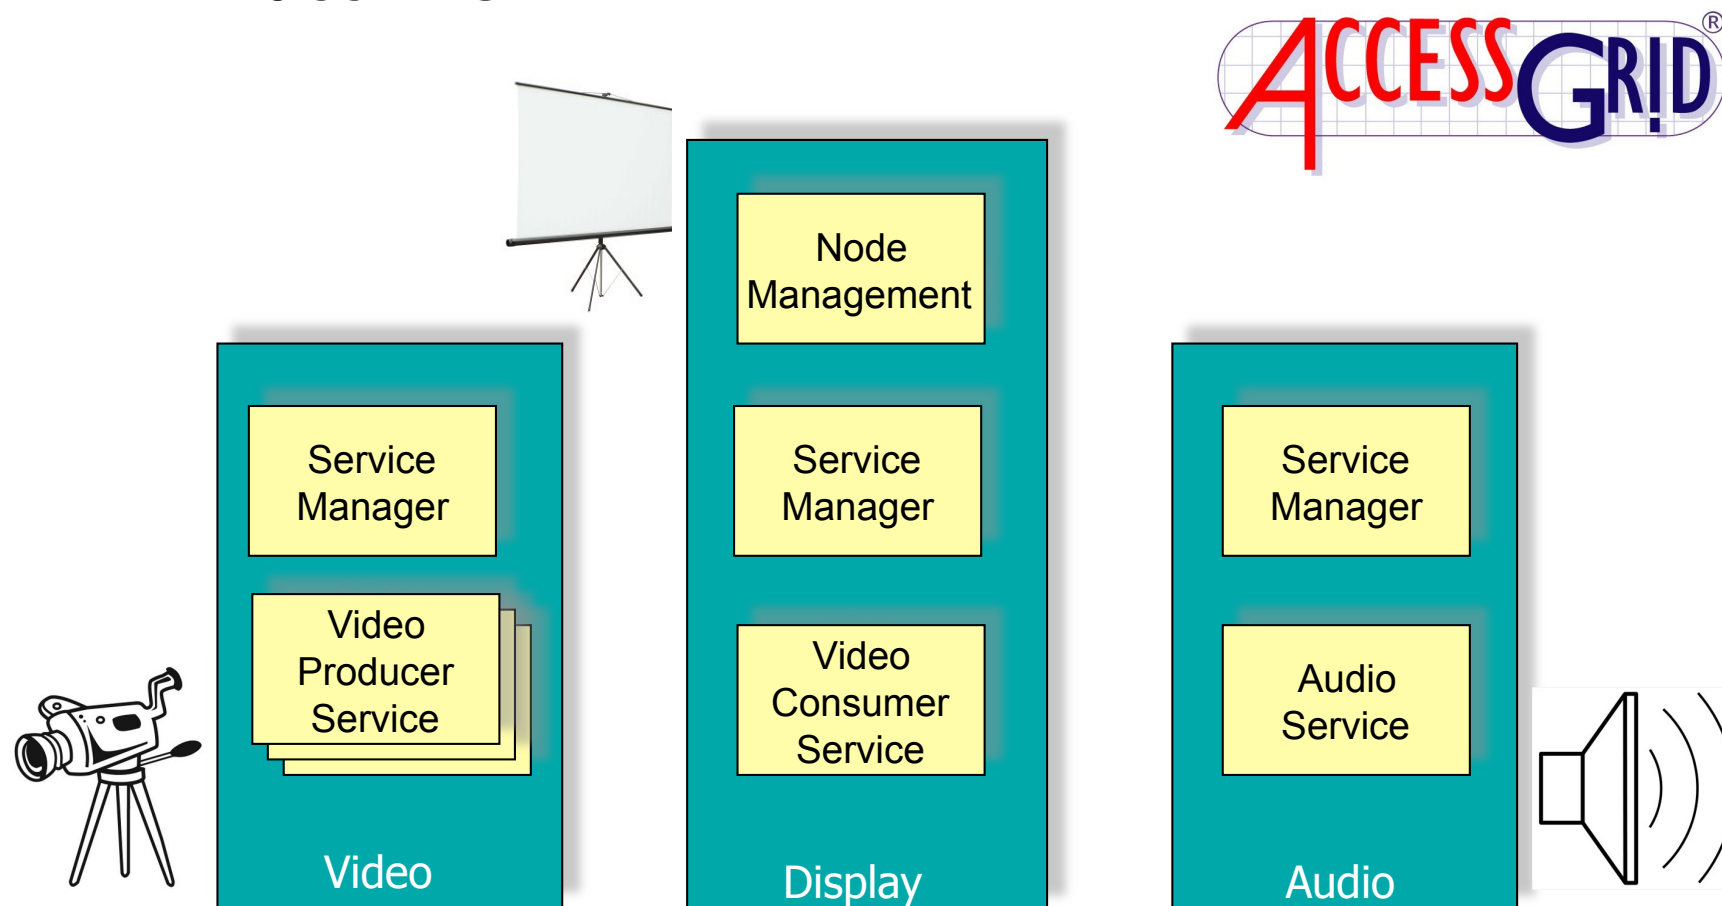 ACCESSGRID®
Node
Management
Service
Manager
Service
Manager
Service
Manager
Video
Producer
Service
Video
Consumer
Service
Audio
Service
Video
Display
Audio